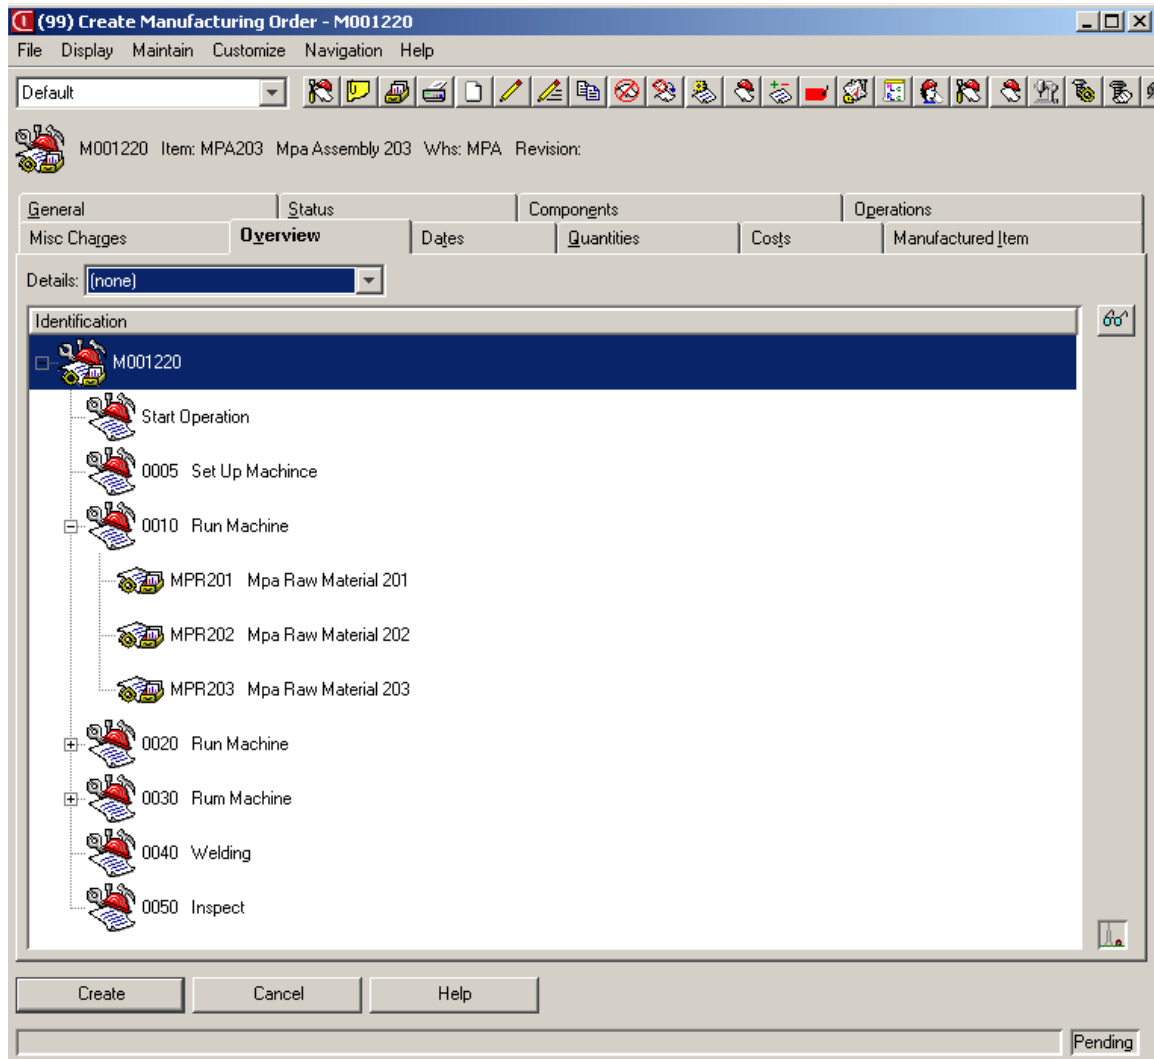 (99) Create Manufacturing Order - M001220
File Display Maintain Customize Navigation Help
Default
M001220 Item: MPA203 Mpa Assembly 203 Whs: MPA Revision:
General Status Components Operations
Misc Charges Overview Dates Quantities Costs Manufactured Item
Details: (none)
Identification
M001220
Start Operation
0005 Set Up Machince
0010 Run Machine
MPR201 Mpa Raw Material 201
MPR202 Mpa Raw Material 202
MPR203 Mpa Raw Material 203
0020 Run Machine
0030 Rum Machine
0040 Welding
0050 Inspect
Create Cancel Help
Pending